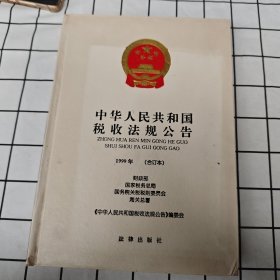 中华人民共和国
税收法规公告
ZHONG HUA REN MIN GONG HE GUO
SHUI SHOU FA GUI GONG GAO
1990年 (合订本)
财政部
国家税务总局
国务院关税税则委员会
海关总署
《中华人民共和国税收法规公告》编委会
法律出版社